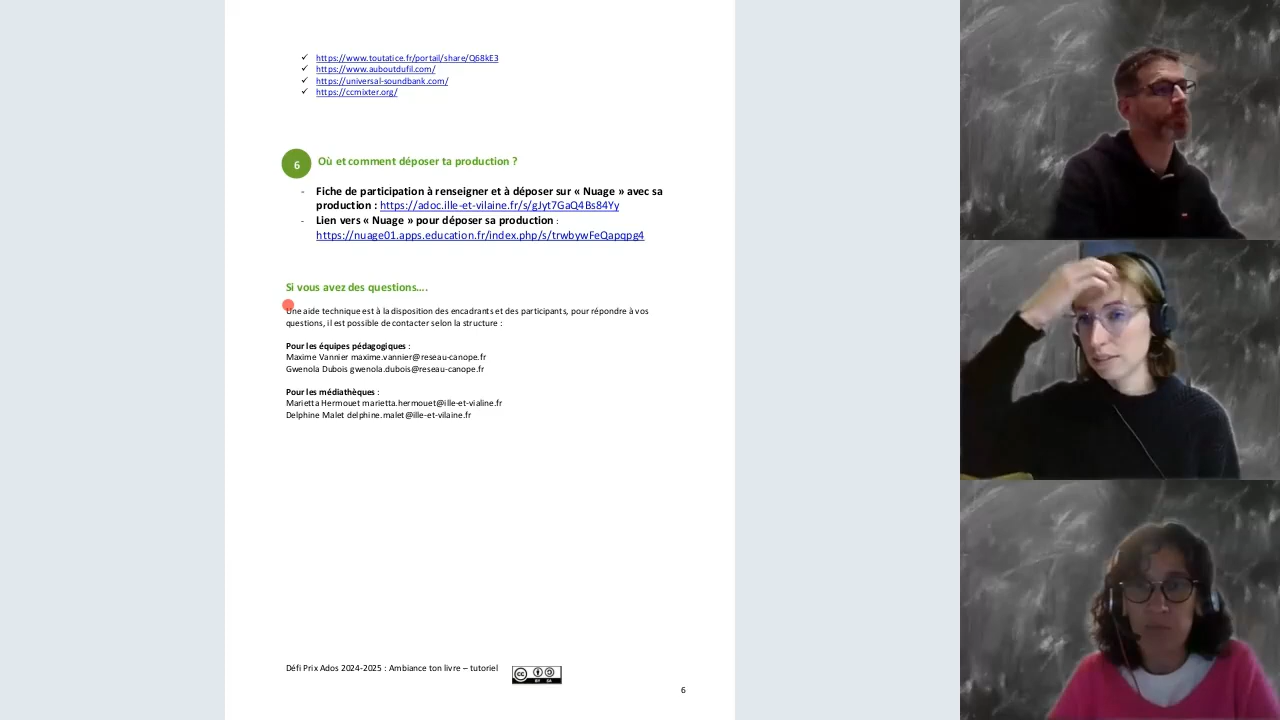 https://www.toutatice.fr/portail/share/Q68kE3
https://www.auboutdufil.com/
https://universal-soundbank.com/
https://ccmixter.org/
6
Où et comment déposer ta production ?
- Fiche de participation à renseigner et à déposer sur « Nuage » avec sa
production : https://adoc.ille-et-vilaine.fr/s/gJyt7GaQ4Bs84Yy
- Lien vers « Nuage » pour déposer sa production :
https://nuage01.apps.education.fr/index.php/s/trwbywFeQapqpg4
Si vous avez des questions….
Une aide technique est à la disposition des encadrants et des participants, pour répondre à vos
questions, il est possible de contacter selon la structure :
Pour les équipes pédagogiques :
Maxime Vannier maxime.vannier@reseau-canope.fr
Gwenola Dubois gwenola.dubois@reseau-canope.fr
Pour les médiathèques :
Marietta Hermouet marietta.hermouet@ille-et-vialine.fr
Delphine Malet delphine.malet@ille-et-vilaine.fr
Défi Prix Ados 2024-2025 : Ambiance ton livre – tutoriel
cc
BY SA
6